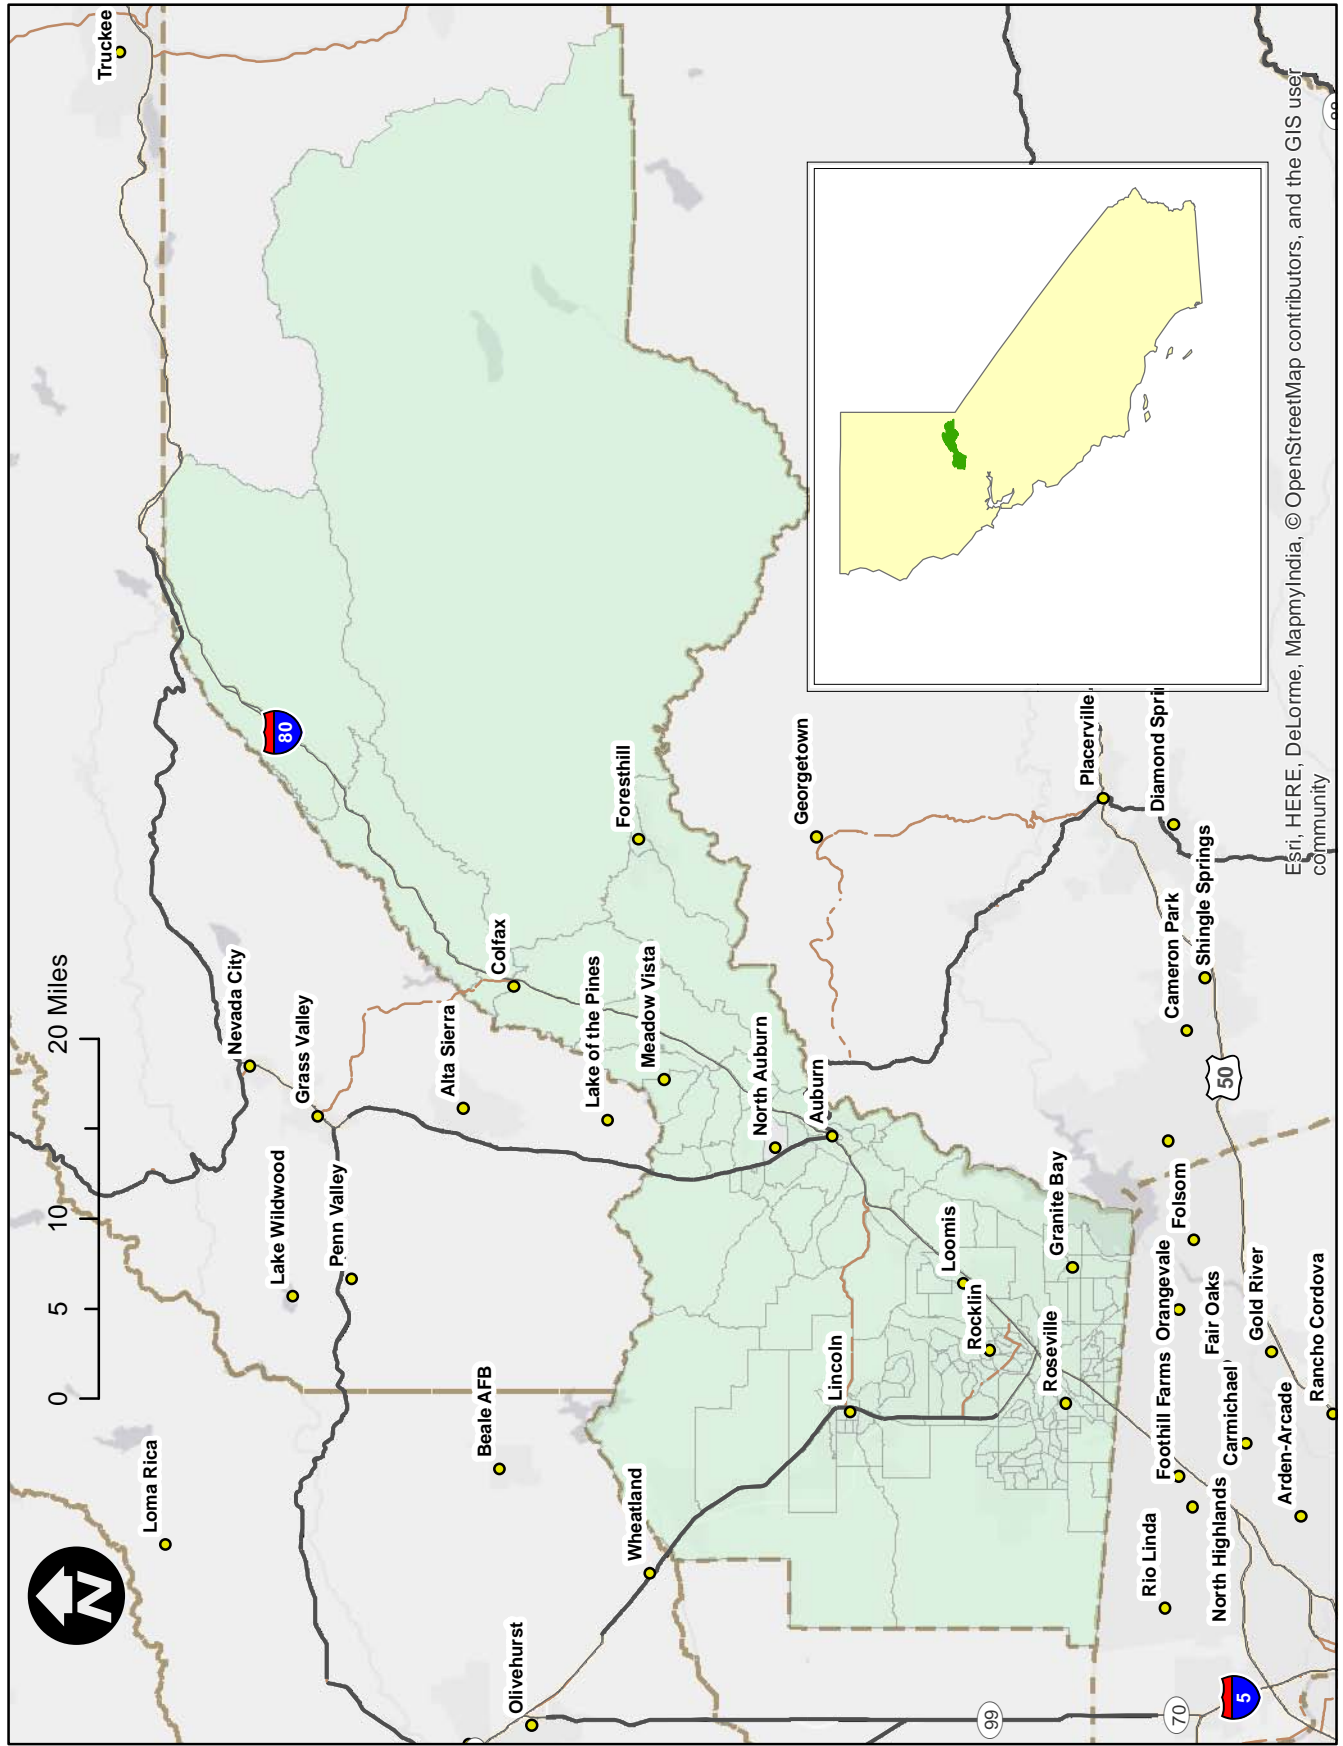 Truckee
80
0
5
10
20 Miles
Nevada City
Grass Valley
Colfax
Foresthill
Georgetown
Lake Wildwood
Penn Valley
Alta Sierra
Lake of the Pines
Meadow Vista
North Auburn
Auburn
Placerville
Diamond Spri
Cameron Park
Shingle Springs
50
Loma Rica
Beale AFB
Wheatland
Lincoln
Loomis
Rocklin
Granite Bay
Roseville
Folsom
Orangevale
Fair Oaks
Gold River
Rancho Cordova
Foothill Farms
Carmichael
Arden-Arcade
Rio Linda
North Highlands
N
Olivehurst
99
70
5
Esri, HERE, DeLorme, MapmyIndia, © OpenStreetMap contributors, and the GIS user
community